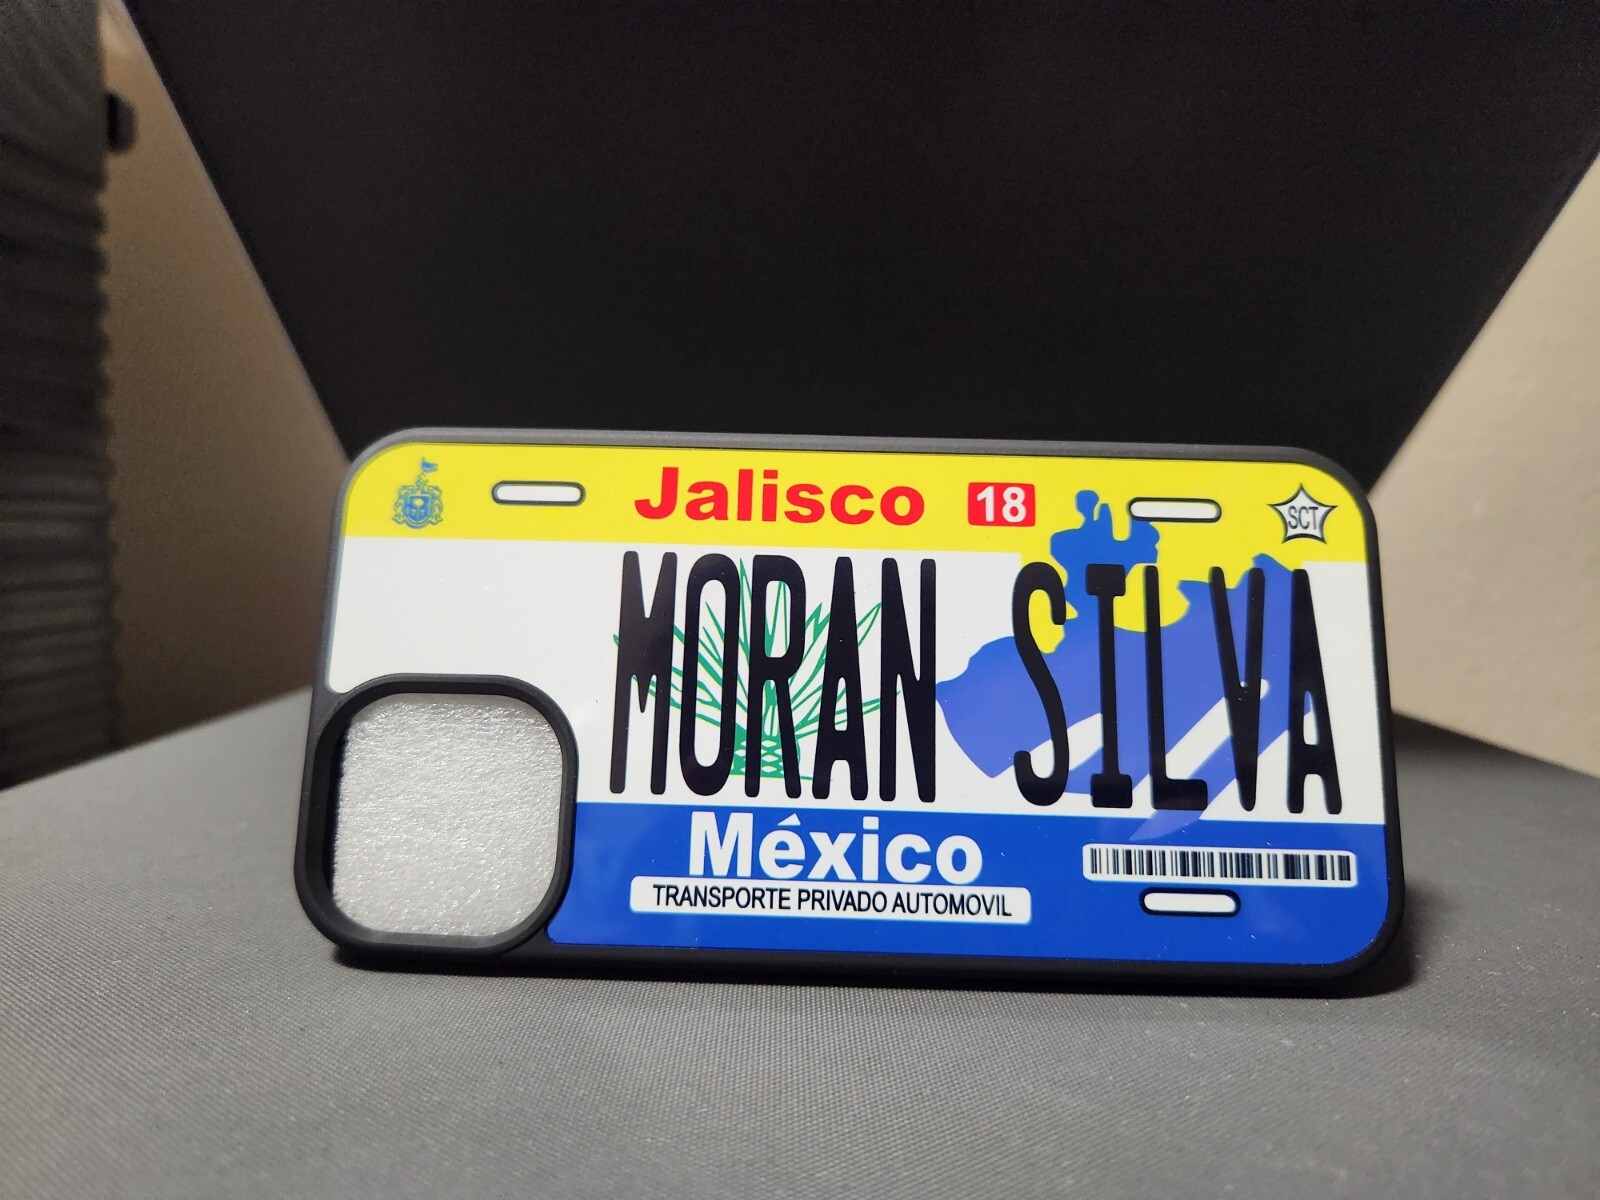 Jalisco 18
SCT
MORAN SILVA
México
TRANSPORTE PRIVADO AUTOMOVIL